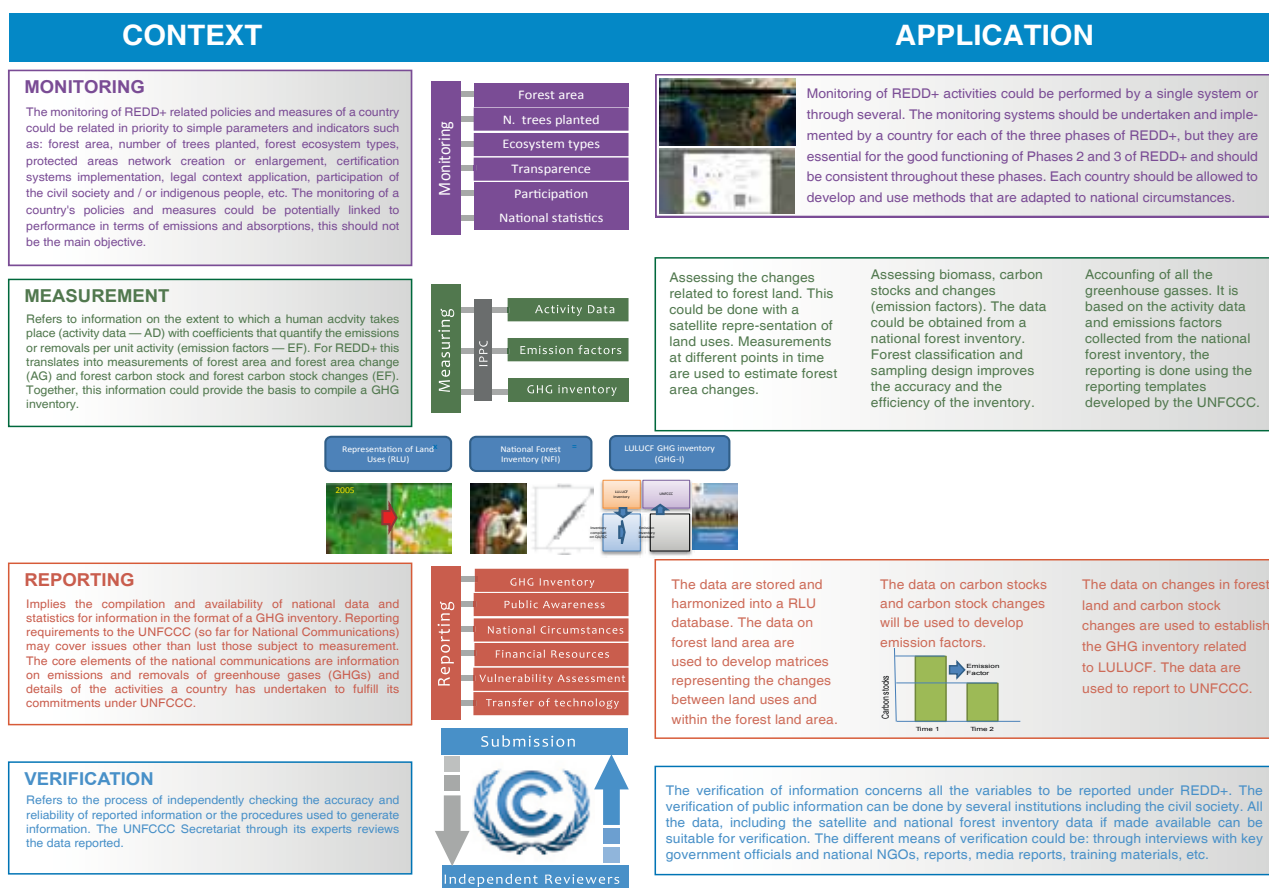 CONTEXT
APPLICATION
MONITORING
The monitoring of REDD+ related policies and measures of a country
could be related in priority to simple parameters and indicators such
as: forest area, number of trees planted, forest ecosystem types,
protected areas network creation or enlargement, certification
systems implementation, legal context application, participation of
the civil society and / or indigenous people, etc. The monitoring of a
country's policies and measures could be potentially linked to
performance in terms of emissions and absorptions, this should not
be the main objective.
Monitoring
Forest area
N. trees planted
Ecosystem types
Transparence
Participation
National statistics
Monitoring of REDD+ activities could be performed by a single system or
through several. The monitoring systems should be undertaken and imple-
mented by a country for each of the three phases of REDD+, but they are
essential for the good functioning of Phases 2 and 3 of REDD+ and should
be consistent throughout these phases. Each country should be allowed to
develop and use methods that are adapted to national circumstances.
MEASUREMENT
Refers to information on the extent to which a human acdvity takes
place (activity data — AD) with coefficients that quantify the emissions
or removals per unit activity (emission factors — EF). For REDD+ this
translates into measurements of forest area and forest area change
(AG) and forest carbon stock and forest carbon stock changes (EF).
Together, this information could provide the basis to compile a GHG
inventory.
Measuring
IPPC
Activity Data
Emission factors
GHG inventory
Assessing the changes
related to forest land. This
could be done with a
satellite repre-sentation of
land uses. Measurements
at different points in time
are used to estimate forest
area changes.
Assessing biomass, carbon
stocks and changes
(emission factors). The data
could be obtained from a
national forest inventory.
Forest classification and
sampling design improves
the accuracy and the
efficiency of the inventory.
Accounfing of all the
greenhouse gasses. It is
based on the activity data
and emissions factors
collected from the national
forest inventory, the
reporting is done using the
reporting templates
developed by the UNFCCC.
Representation of Land
Uses (RLU)
National Forest
Inventory (NFI)
LULUCF GHG inventory
(GHG-I)
2005
LULUCF
Inventory
UNFCCC
REPORTING
Implies the compilation and availability of national data and
statistics for information in the format of a GHG inventory. Reporting
requirements to the UNFCCC (so far for National Communications)
may cover issues other than lust those subject to measurement.
The core elements of the national communications are information
on emissions and removals of greenhouse gases (GHGs) and
details of the activities a country has undertaken to fulfill its
commitments under UNFCCC.
Reporting
GHG Inventory
Public Awareness
National Circumstances
Financial Resources
Vulnerability Assessment
Transfer of technology
The data are stored and
harmonized into a RLU
database. The data on
forest land area are
used to develop matrices
representing the changes
between land uses and
within the forest land area.
The data on carbon stocks
and carbon stock changes
will be used to develop
emission factors.
Carbon stocks
Emission
Factor
Time 1
Time 2
The data on changes in forest
land and carbon stock
changes are used to establish
the GHG inventory related
to LULUCF. The data are
used to report to UNFCCC.
Submission
Independent Reviewers
VERIFICATION
Refers to the process of independently checking the accuracy and
reliability of reported information or the procedures used to generate
information. The UNFCCC Secretariat through its experts reviews
the data reported.
The verification of information concerns all the variables to be reported under REDD+. The
verification of public information can be done by several institutions including the civil society. All
the data, including the satellite and national forest inventory data if made available can be
suitable for verification. The different means of verification could be: through interviews with key
government officials and national NGOs, reports, media reports, training materials, etc.